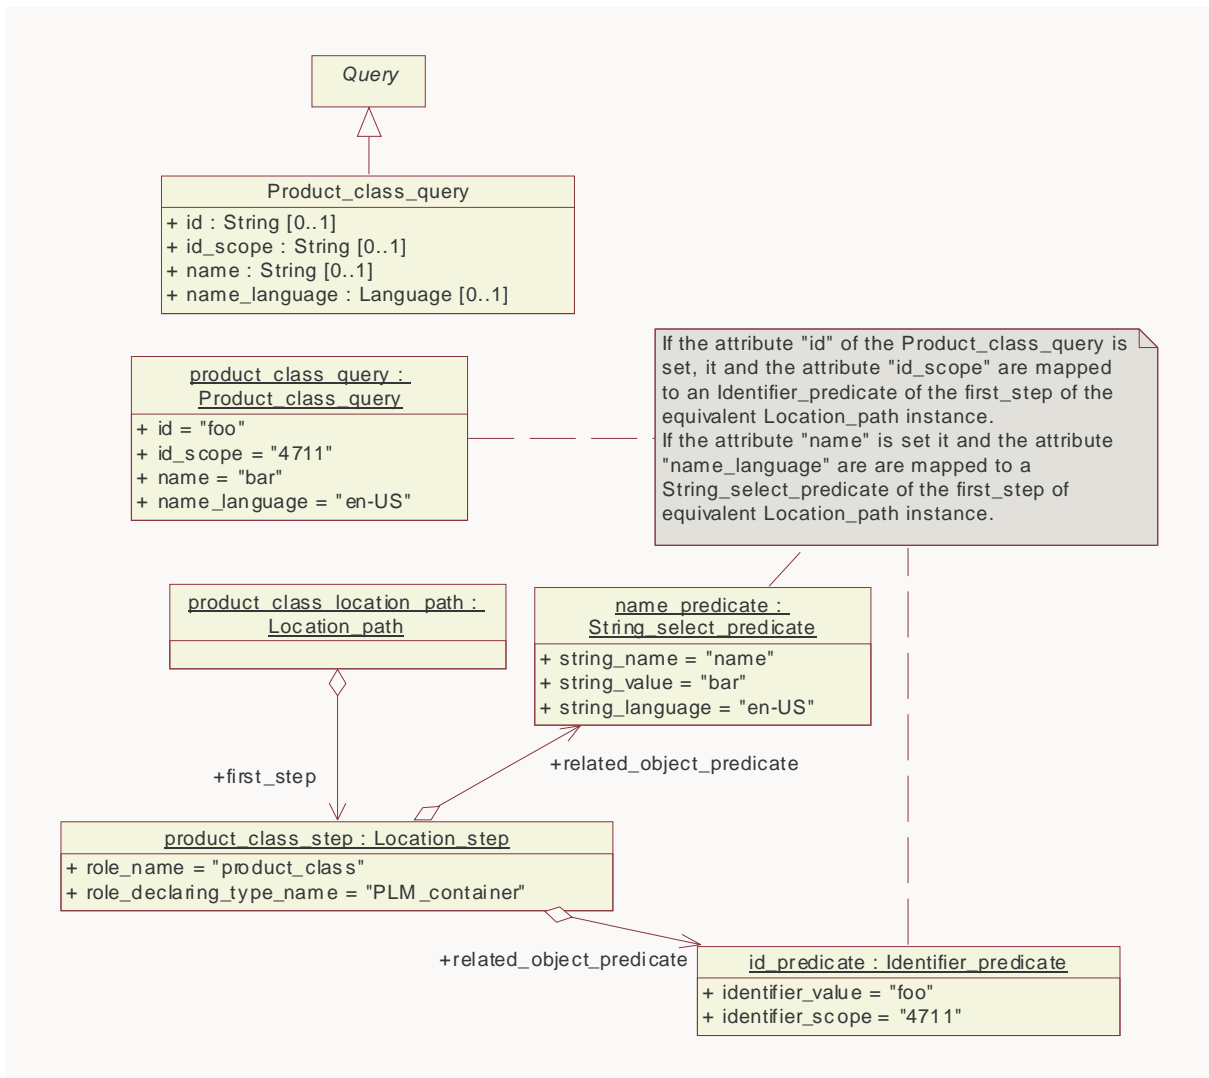 Query
Product_class_query
+ id : String [0..1]
+ id_scope : String [0..1]
+ name : String [0..1]
+ name_language : Language [0..1]
If the attribute "id" of the Product_class_query is
set, it and the attribute "id_scope" are mapped
to an Identifier_predicate of the first_step of the
equivalent Location_path instance.
If the attribute "name" is set it and the attribute
"name_language" are are mapped to a
String_select_predicate of the first_step of
equivalent Location_path instance.
product_class_query :
Product_class_query
+ id = "foo"
+ id_scope = "4711"
+ name = "bar"
+ name_language = "en-US"
product_class_location_path :
Location_path
name_predicate :
String_select_predicate
+ string_name = "name"
+ string_value = "bar"
+ string_language = "en-US"
+first_step
+related_object_predicate
product_class_step : Location_step
+ role_name = "product_class"
+ role_declaring_type_name = "PLM_container"
+related_object_predicate
id_predicate : Identifier_predicate
+ identifier_value = "foo"
+ identifier_scope = "4711"